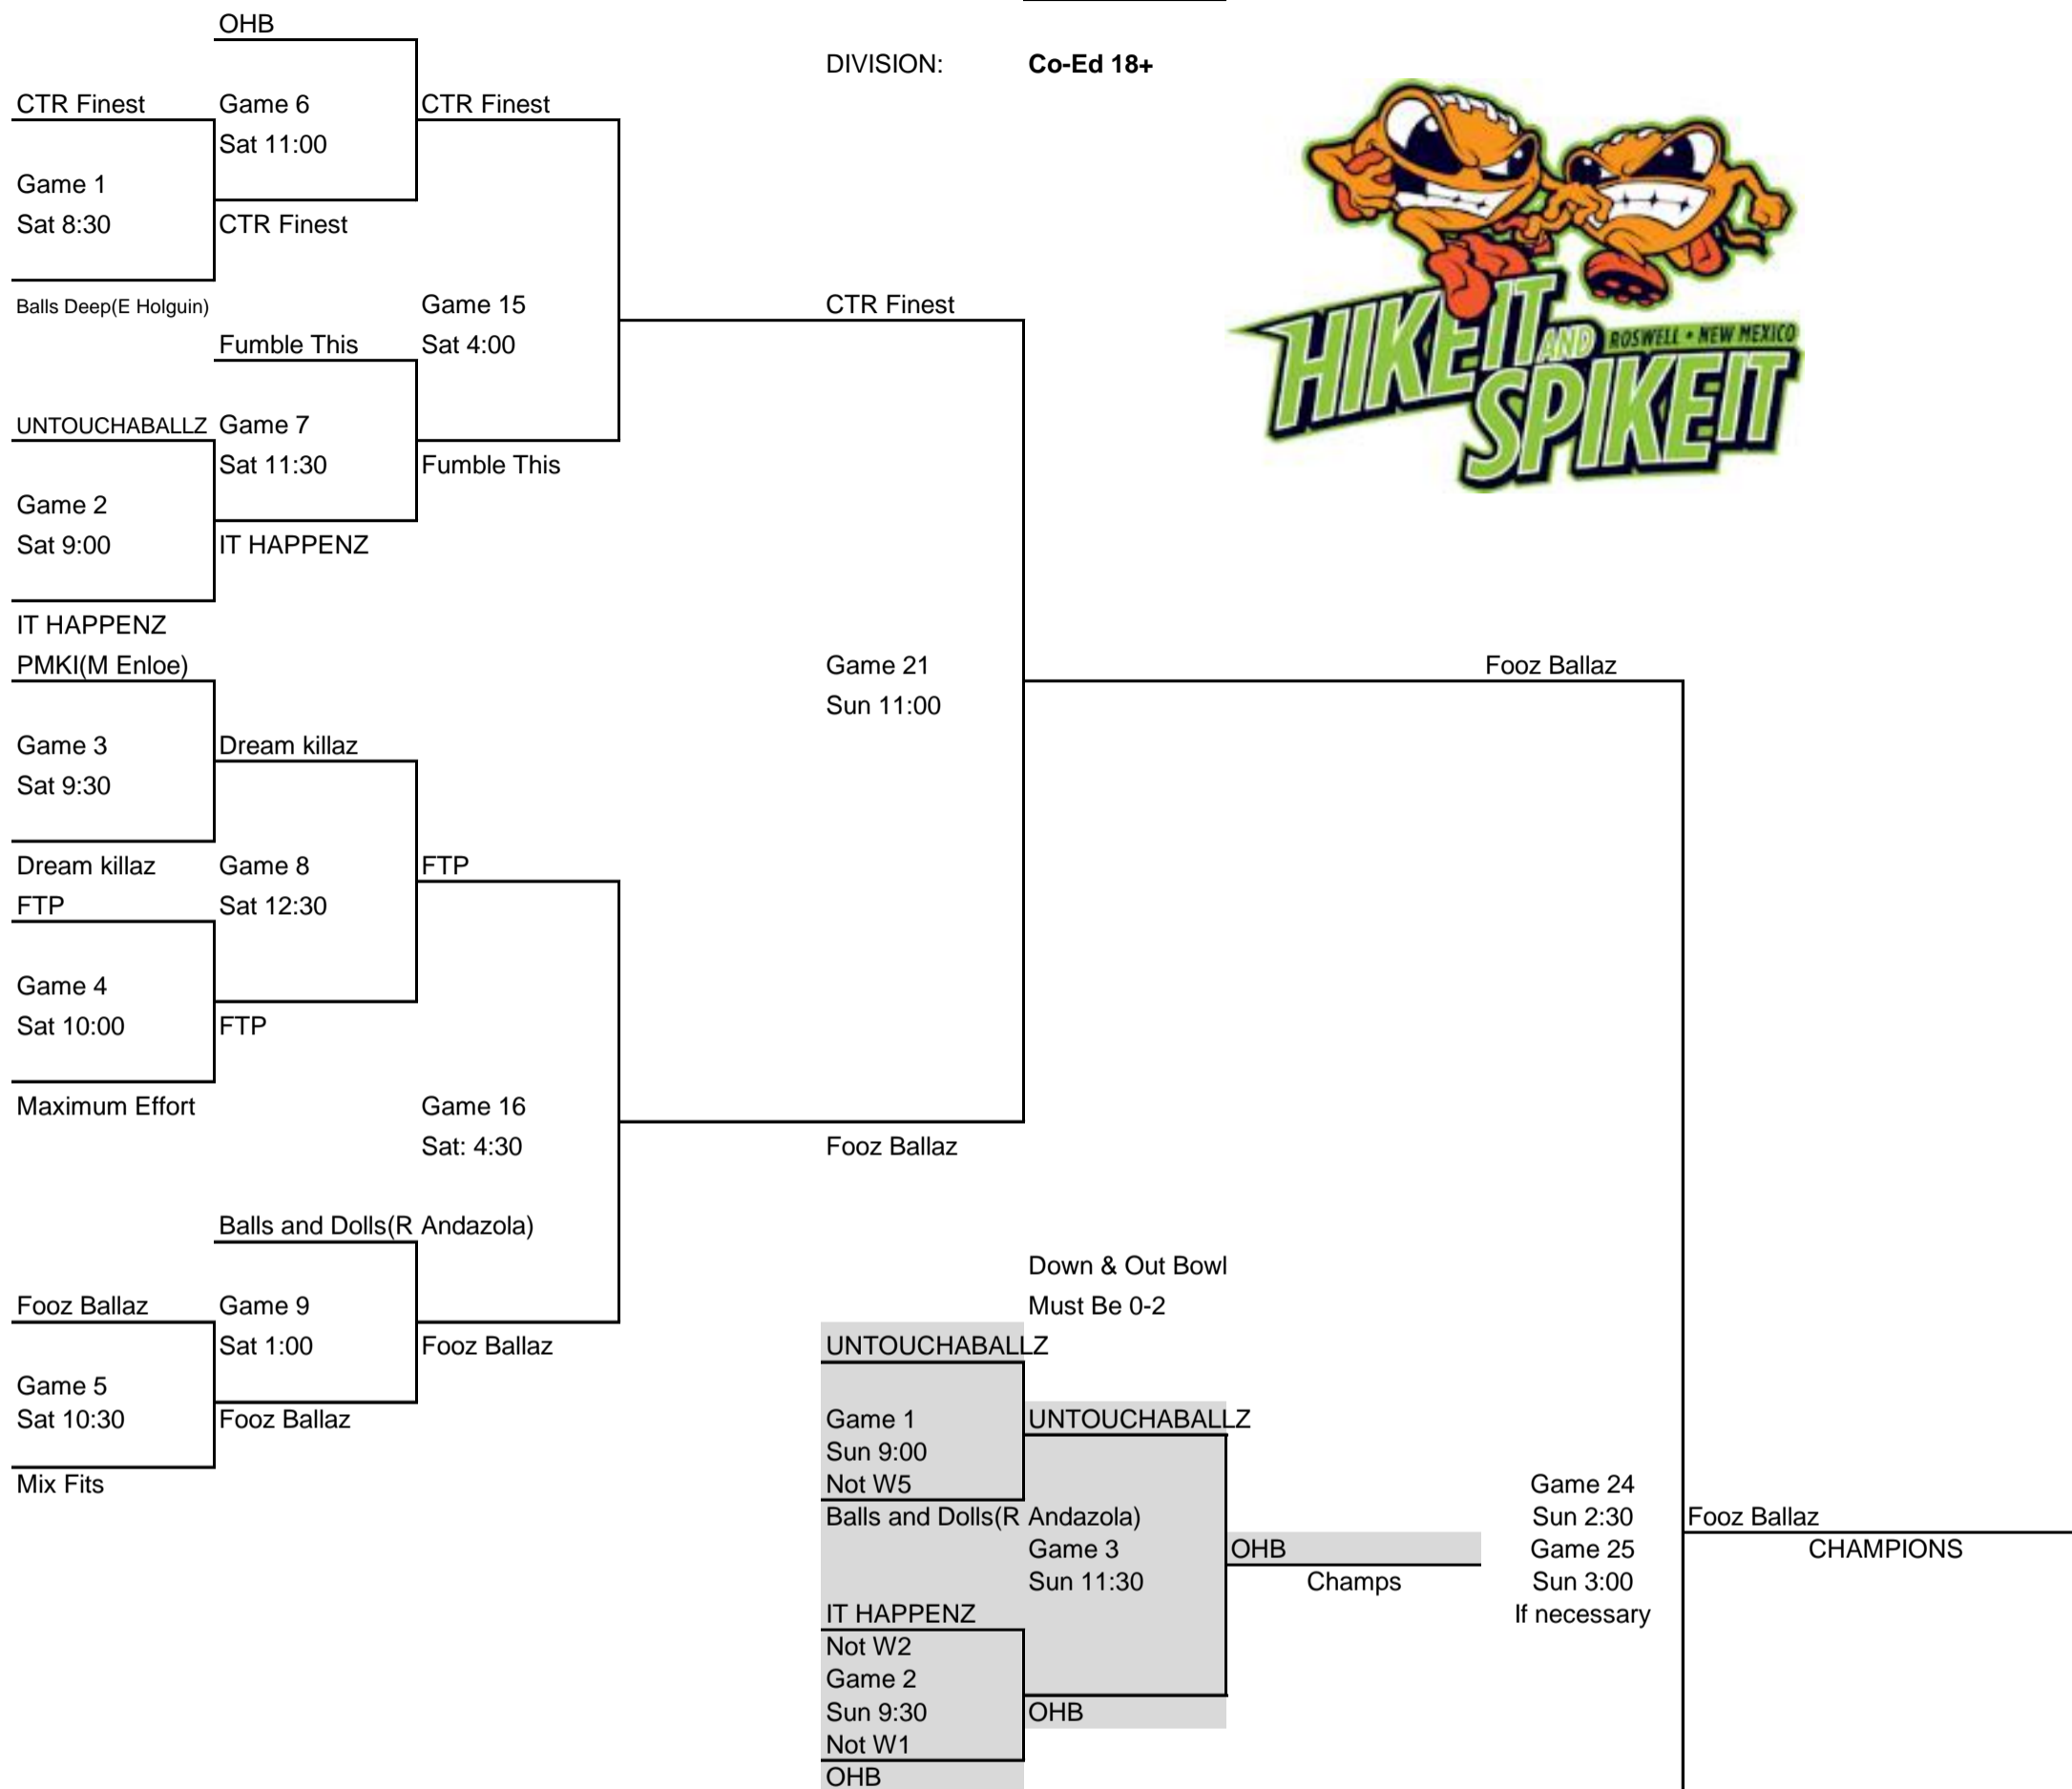 OHB
DIVISION: Co-Ed 18+
CTR Finest Game 6 CTR Finest
Sat 11:00
Game 1
Sat 8:30 CTR Finest
Balls Deep(E Holguin) Game 15 CTR Finest
Fumble This Sat 4:00
HIKE IT AND ROSWELL • NEW MEXICO
SPIKE IT
UNTOUCHABALLZ Game 7
Sat 11:30 Fumble This
Game 2
Sat 9:00 IT HAPPENZ
IT HAPPENZ
PMKI(M Enloe) Game 21 Fooz Ballaz
Sun 11:00
Game 3 Dream killaz
Sat 9:30
Dream killaz Game 8 FTP
FTP Sat 12:30
Game 4
Sat 10:00 FTP
Maximum Effort Game 16
Sat: 4:30 Fooz Ballaz
Balls and Dolls(R Andazola)
Down & Out Bowl
Fooz Ballaz Game 9 Must Be 0-2
Sat 1:00 Fooz Ballaz UNTOUCHABALLZ
Game 5
Sat 10:30 Fooz Ballaz Game 1 UNTOUCHABALLZ
Sun 9:00
Mix Fits Not W5 Game 24
Balls and Dolls(R Andazola) Sun 2:30 Fooz Ballaz
Game 3 OHB Game 25 CHAMPIONS
Sun 11:30 Champs Sun 3:00
IT HAPPENZ If necessary
Not W2
Game 2
Sun 9:30 OHB
Not W1
OHB